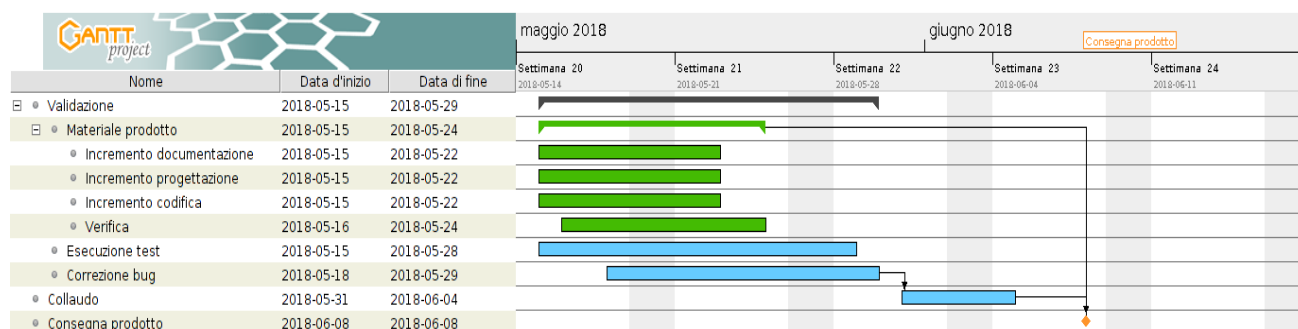 GANTT
project
maggio 2018 giugno 2018
Consegna prodotto
Settimana 20 Settimana 21 Settimana 22 Settimana 23 Settimana 24
Nome Data d'inizio Data di fine 2018-05-14 2018-05-21 2018-05-28 2018-06-04 2018-06-11
Validazione 2018-05-15 2018-05-29
Materiale prodotto 2018-05-15 2018-05-24
Incremento documentazione 2018-05-15 2018-05-22
Incremento progettazione 2018-05-15 2018-05-22
Incremento codifica 2018-05-15 2018-05-22
Verifica 2018-05-16 2018-05-24
Esecuzione test 2018-05-15 2018-05-28
Correzione bug 2018-05-18 2018-05-29
Collaudo 2018-05-31 2018-06-04
Consegna prodotto 2018-06-08 2018-06-08